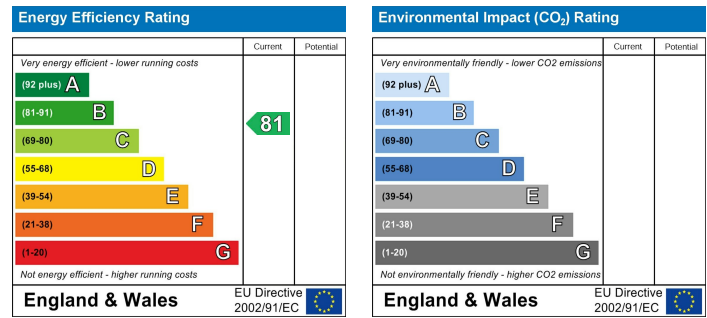 Energy Efficiency Rating
Current Potential
Very energy efficient - lower running costs
(92 plus) A
(81-91) B
81
(69-80) C
(55-68) D
(39-54) E
(21-38) F
(1-20) G
Not energy efficient - higher running costs
England & Wales
EU Directive
2002/91/EC
Environmental Impact (CO₂) Rating
Current Potential
Very environmentally friendly - lower CO2 emissions
(92 plus) A
(81-91) B
(69-80) C
(55-68) D
(39-54) E
(21-38) F
(1-20) G
Not environmentally friendly - higher CO2 emissions
England & Wales
EU Directive
2002/91/EC